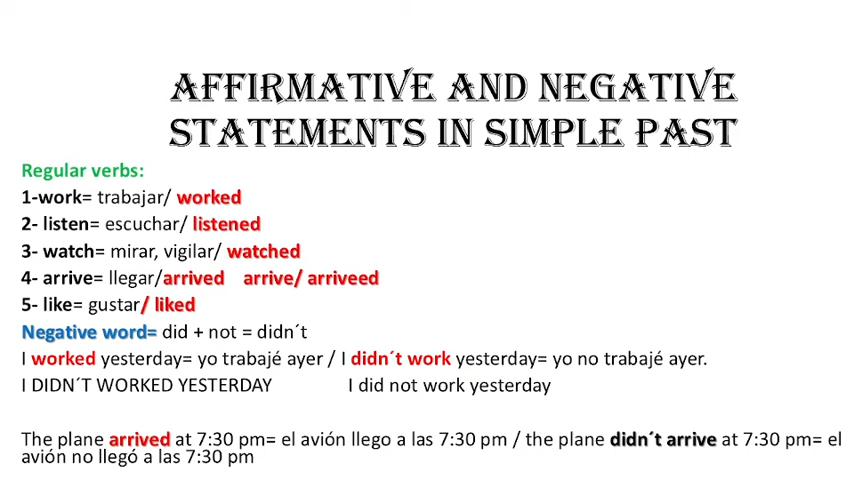 AFFIRMATIVE AND NEGATIVE
STATEMENTS IN SIMPLE PAST
Regular verbs:
1-work= trabajar/ worked
2- listen= escuchar/ listened
3- watch= mirar, vigilar/ watched
4- arrive= llegar/arrived    arrive/ arriveed
5- like= gustar/ liked
Negative word= did + not = didn´t
I worked yesterday= yo trabajé ayer / I didn´t work yesterday= yo no trabajé ayer.
I DIDN´T WORKED YESTERDAY    I did not work yesterday
The plane arrived at 7:30 pm= el avión llego a las 7:30 pm / the plane didn´t arrive at 7:30 pm= el
avión no llegó a las 7:30 pm